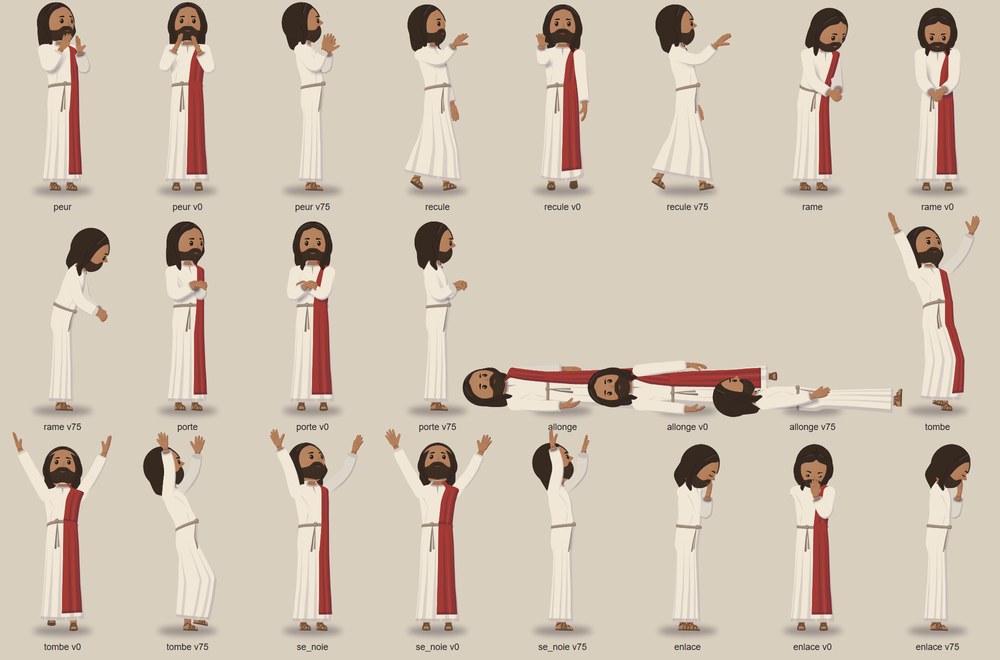 peur
peur v0
peur v75
recule
recule v0
recule v75
rame
rame v0
rame v75
porte
porte v0
porte v75
allonge
allonge v0
allonge v75
tombe
tombe v0
tombe v75
se_noie
se_noie v0
se_noie v75
enlace
enlace v0
enlace v75